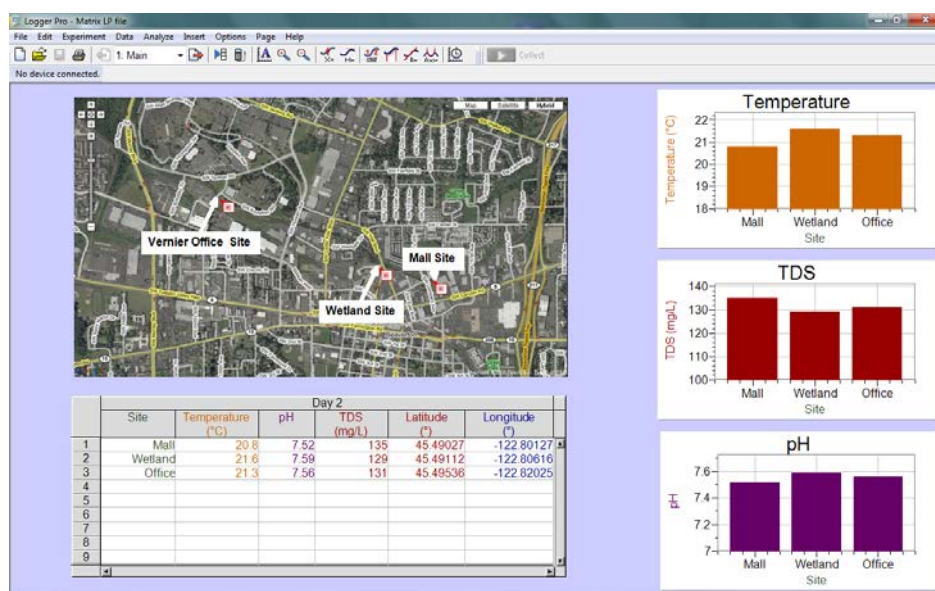 Logger Pro - Matrix LP file
File Edit Experiment Data Analyze Insert Options Page Help
1: Main
Collect
No device connected.
Map Satellite Hybrid
Vernier Office Site
Mall Site
Wetland Site
Day 2
Site Temperature (°C) pH TDS (mg/L) Latitude (°) Longitude (°)
1 Mall 20.8 7.52 135 45.49027 -122.80127
2 Wetland 21.6 7.59 129 45.49112 -122.80616
3 Office 21.3 7.56 131 45.49536 -122.82025
4
5
6
7
8
9
Temperature
Temperature (°C)
22
21
20
19
18
Mall Wetland Office
Site
TDS
TDS (mg/L)
140
130
120
110
100
Mall Wetland Office
Site
pH
pH
7.6
7.4
7.2
7
Mall Wetland Office
Site